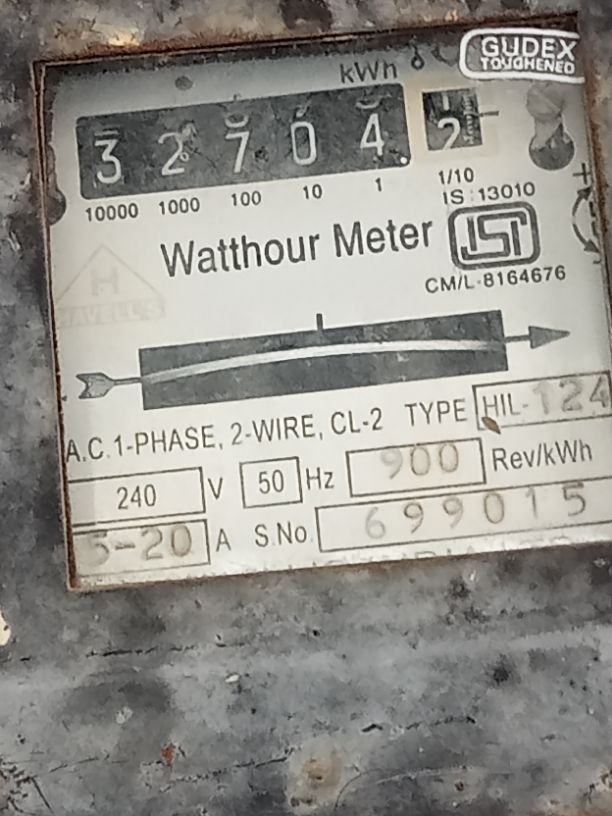 GUDEX
TOUGHENED
kWh
3 2 7 0 4. 2
10000 1000 100 10 1 1/10
IS : 13010
Watthour Meter ISI
CM/L-8164676
H
HAVELL'S
A.C.1-PHASE, 2-WIRE, CL-2 TYPE HIL-124
240 V 50 Hz 900 Rev/kWh
5-20 A S.No. 699015